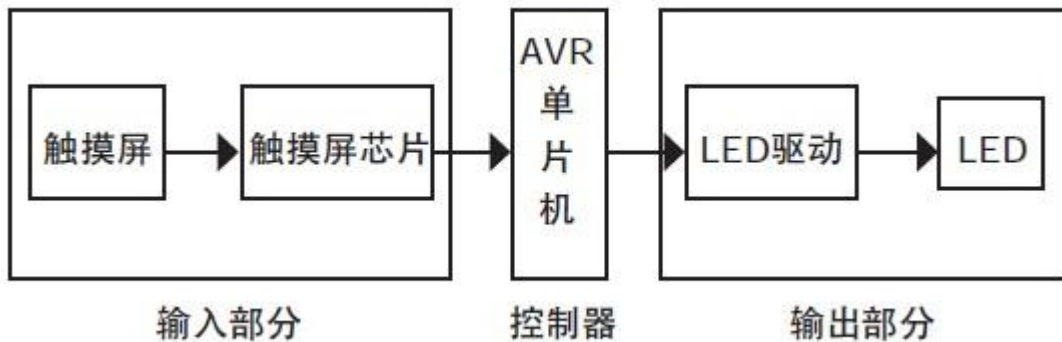 触摸屏
触摸屏芯片
AVR
单
片
机
LED驱动
LED
输入部分
控制器
输出部分